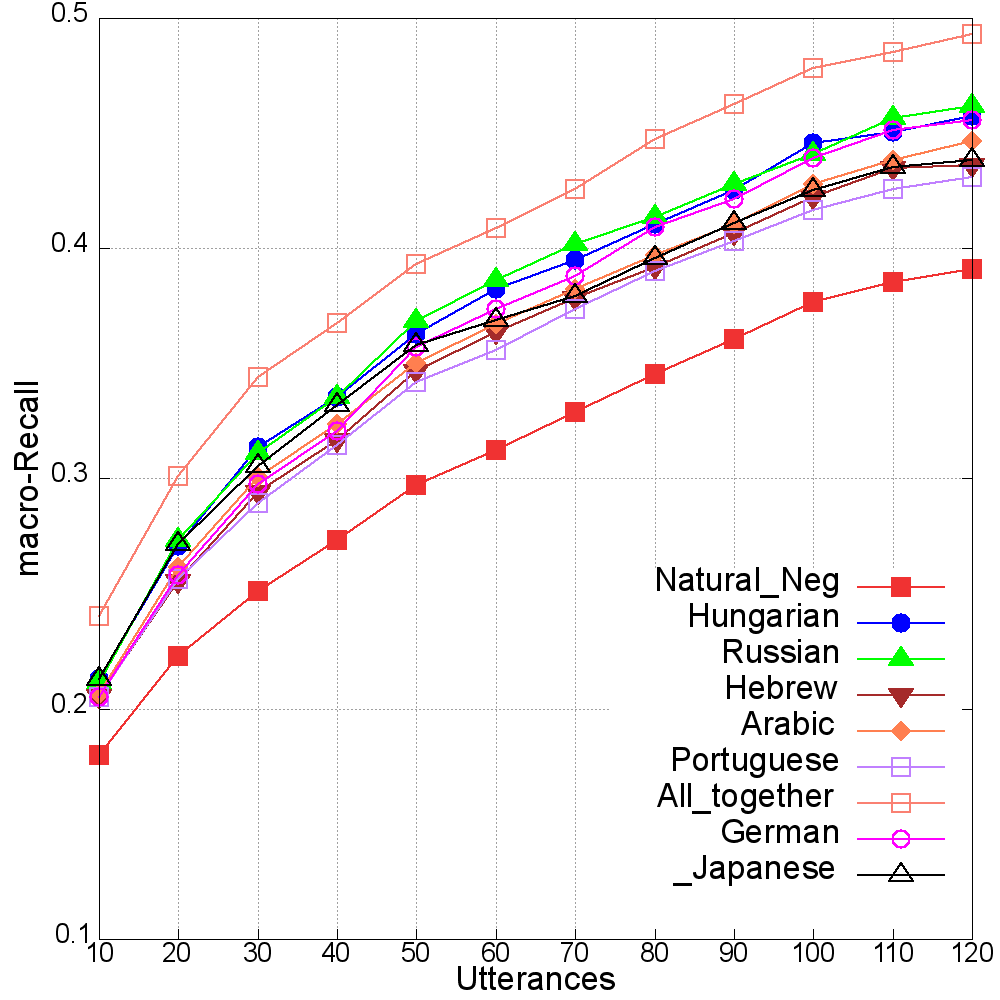 0.5
0.4
0.3
0.2
0.1
macro-Recall
Natural_Neg
Hungarian
Russian
Hebrew
Arabic
Portuguese
All_together
German
_Japanese
10 20 30 40 50 60 70 80 90 100 110 120
Utterances